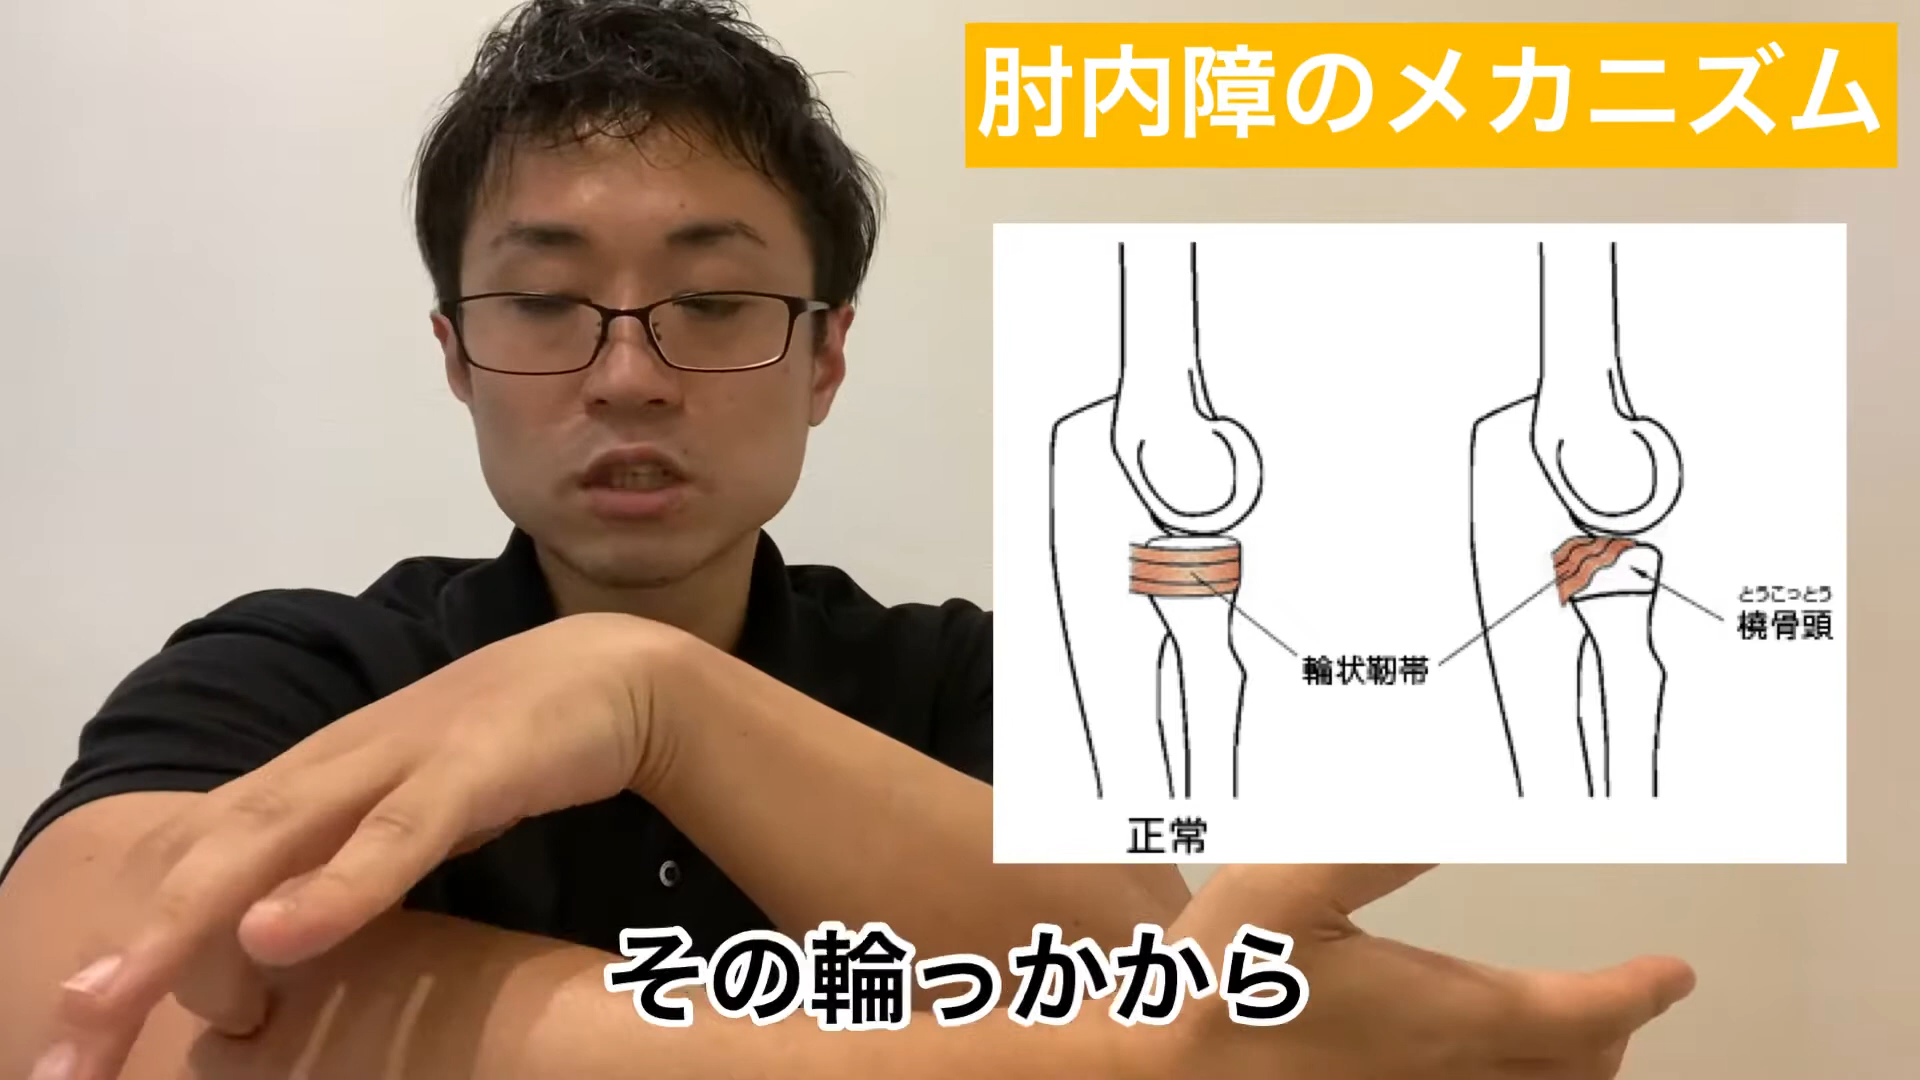 肘内障のメカニズム
とうこっとう
橈骨頭
輪状靭帯
正常
その輪っかから